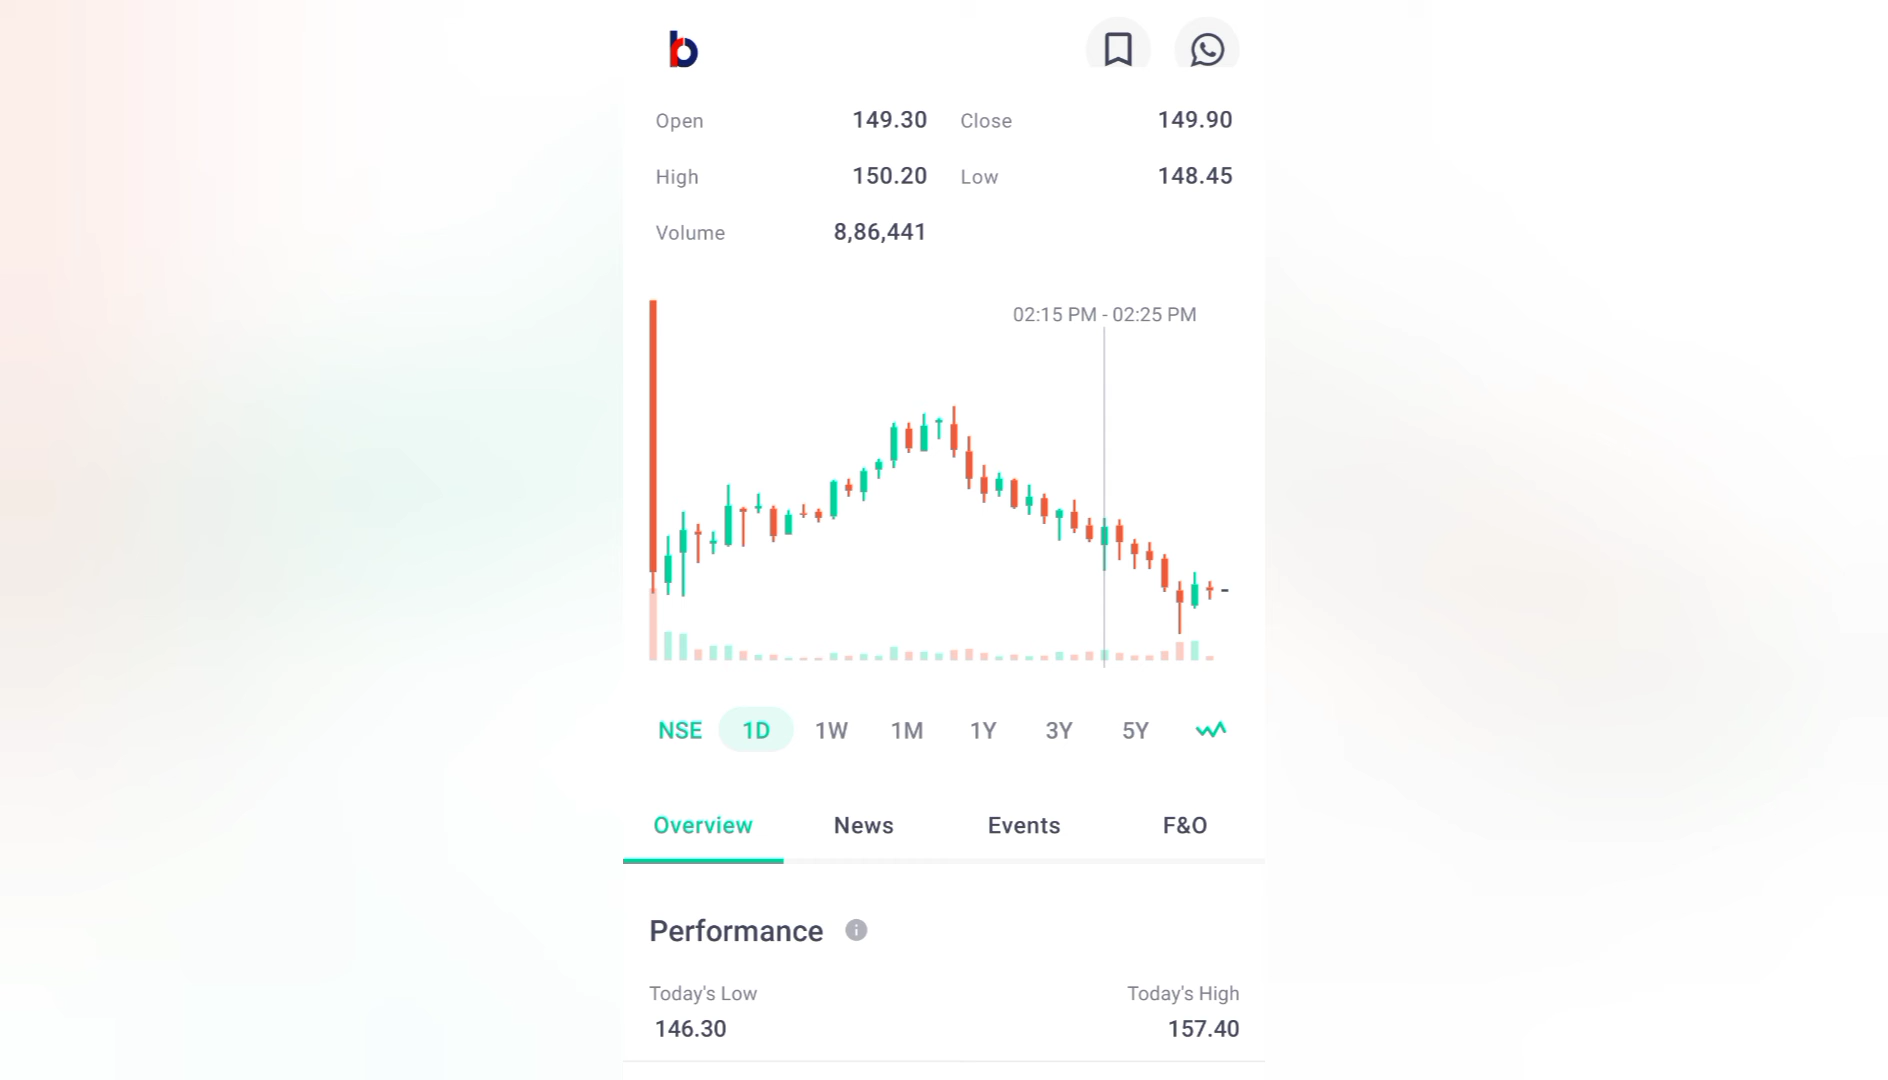 b
Open 149.30 Close 149.90
High 150.20 Low 148.45
Volume 8,86,441
02:15 PM - 02:25 PM
NSE 1D 1W 1M 1Y 3Y 5Y
Overview News Events F&O
Performance
Today's Low Today's High
146.30 157.40